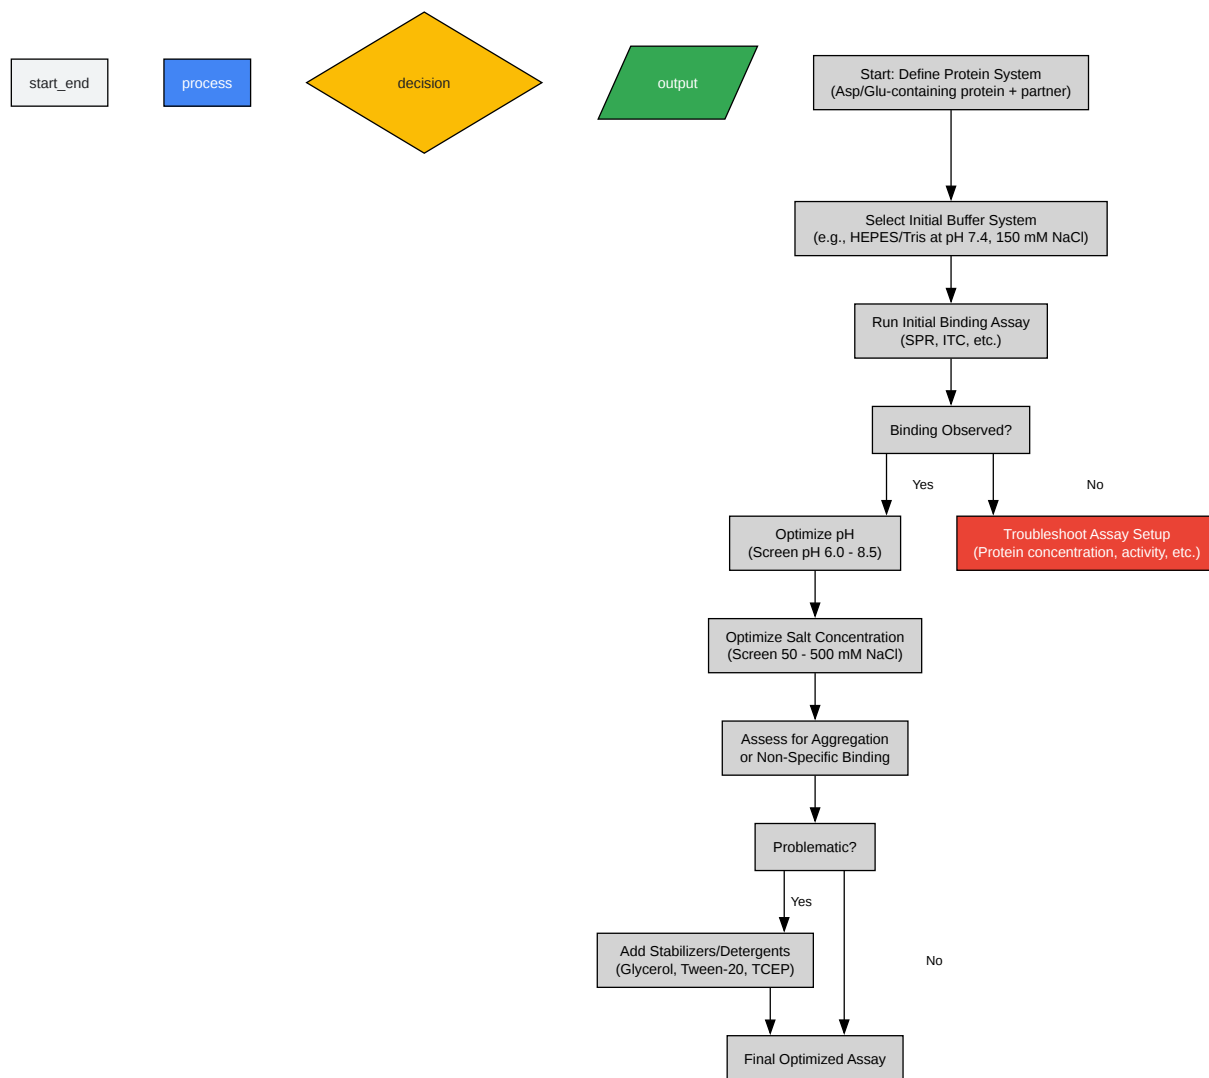 start_end
process
decision
output
Start: Define Protein System
(Asp/Glu-containing protein + partner)
Select Initial Buffer System
(e.g., HEPES/Tris at pH 7.4, 150 mM NaCl)
Run Initial Binding Assay
(SPR, ITC, etc.)
Binding Observed?
Yes
No
Optimize pH
(Screen pH 6.0 - 8.5)
Troubleshoot Assay Setup
(Protein concentration, activity, etc.)
Optimize Salt Concentration
(Screen 50 - 500 mM NaCl)
Assess for Aggregation
or Non-Specific Binding
Problematic?
Yes
Add Stabilizers/Detergents
(Glycerol, Tween-20, TCEP)
No
Final Optimized Assay